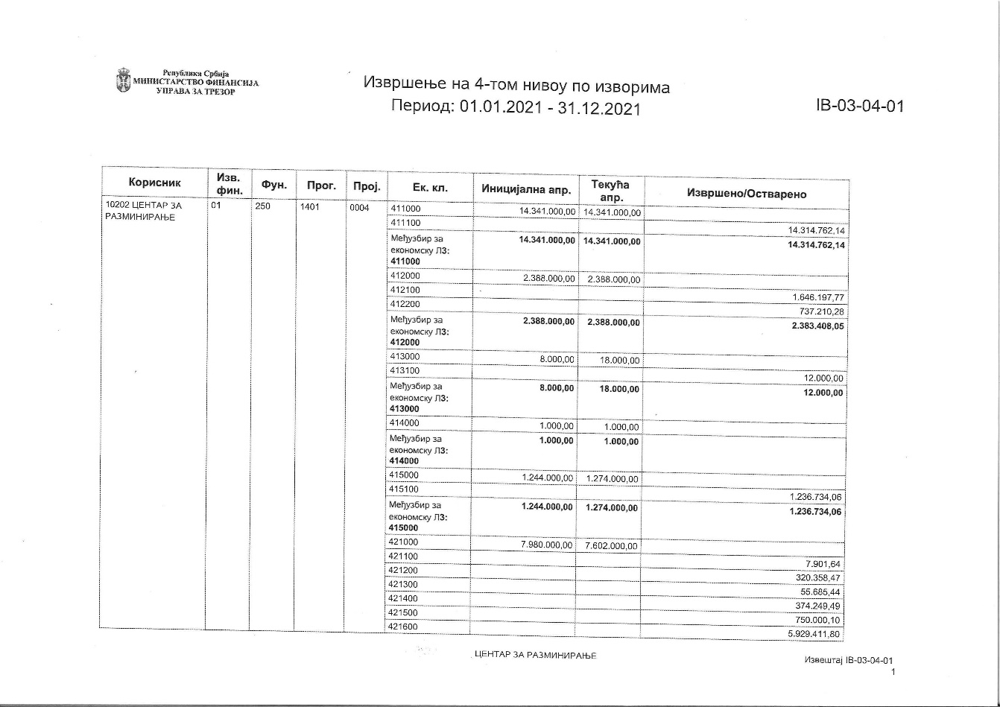 Република Србија
МИНИСТАРСТВО ФИНАНСИЈА
УПРАВА ЗА ТРЕЗОР
Извршење на 4-том нивоу по изворима
Период: 01.01.2021 - 31.12.2021
IB-03-04-01
Корисник Изв. фин. Фун. Прог. Прој. Ек. кл. Иницијална апр. Текућа апр. Извршено/Остварено
10202 ЦЕНТАР ЗА РАЗМИНИРАЊЕ 01 250 1401 0004 411000 14.341.000,00 14.341.000,00
411100 14.314.762,14
Међузбир за економску ЛЗ: 411000 14.341.000,00 14.341.000,00 14.314.762,14
412000 2.388.000,00 2.388.000,00
412100 1.646.197,77
412200 737.210,28
Међузбир за економску ЛЗ: 412000 2.388.000,00 2.388.000,00 2.383.408,05
413000 8.000,00 18.000,00
413100 12.000,00
Међузбир за економску ЛЗ: 413000 8.000,00 18.000,00 12.000,00
414000 1.000,00 1.000,00
Међузбир за економску ЛЗ: 414000 1.000,00 1.000,00
415000 1.244.000,00 1.274.000,00
415100 1.236.734,06
Међузбир за економску ЛЗ: 415000 1.244.000,00 1.274.000,00 1.236.734,06
421000 7.980.000,00 7.602.000,00
421100 7.901,64
421200 320.358,47
421300 55.685,44
421400 374.249,49
421500 750.000,10
421600 5.929.411,80
ЦЕНТАР ЗА РАЗМИНИРАЊЕ
Извештај IB-03-04-01
1